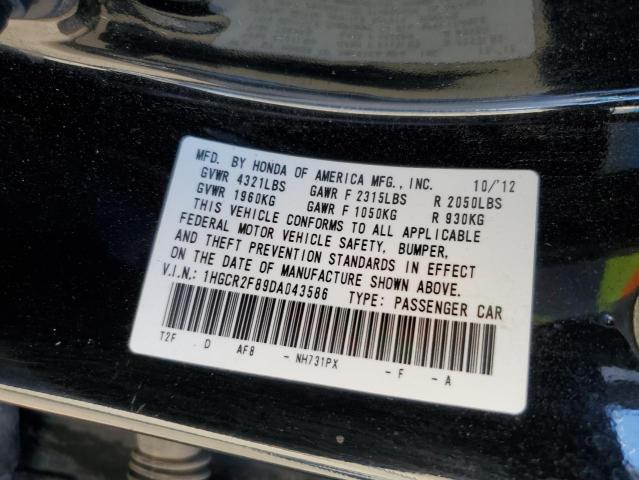 MFD. BY HONDA OF AMERICA MFG., INC. 10/'12
GVWR 4321LBS GAWR F 2315LBS R 2050LBS
GVWR 1960KG GAWR F 1050KG R 930KG
THIS VEHICLE CONFORMS TO ALL APPLICABLE
FEDERAL MOTOR VEHICLE SAFETY, BUMPER,
AND THEFT PREVENTION STANDARDS IN EFFECT
ON THE DATE OF MANUFACTURE SHOWN ABOVE.
V.I.N.: 1HGCR2F89DA043586 TYPE: PASSENGER CAR
T2F D AF8 - NH731PX - F - A